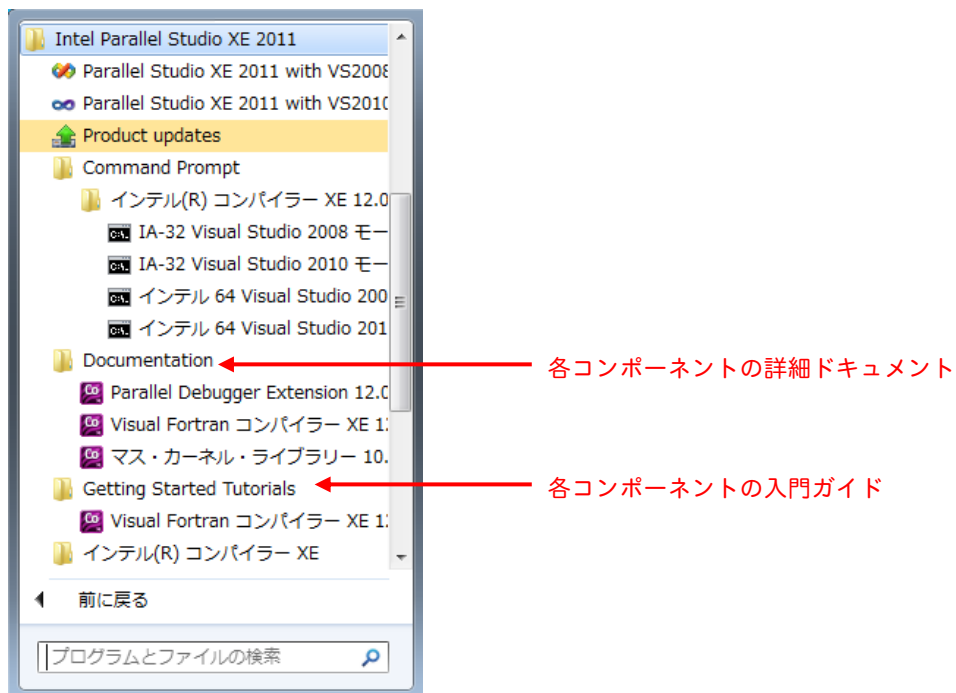 Intel Parallel Studio XE 2011
Parallel Studio XE 2011 with VS2008
Parallel Studio XE 2011 with VS2010
Product updates
Command Prompt
インテル(R) コンパイラー XE 12.0
IA-32 Visual Studio 2008 モー
IA-32 Visual Studio 2010 モー
インテル 64 Visual Studio 200
インテル 64 Visual Studio 201
Documentation
各コンポーネントの詳細ドキュメント
Parallel Debugger Extension 12.0
Visual Fortran コンパイラー XE 12
マス・カーネル・ライブラリー 10.
Getting Started Tutorials
各コンポーネントの入門ガイド
Visual Fortran コンパイラー XE 12
インテル(R) コンパイラー XE
前に戻る
プログラムとファイルの検索